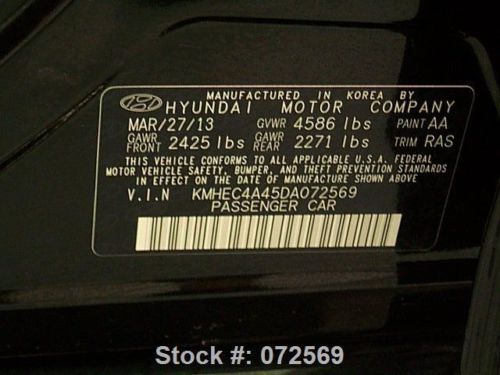 MANUFACTURED IN KOREA BY
HYUNDAI MOTOR COMPANY
MAR/27/13 GVWR 4586 lbs PAINT AA
GAWR FRONT 2425 lbs GAWR REAR 2271 lbs TRIM RAS
THIS VEHICLE CONFORMS TO ALL APPLICABLE U.S.A. FEDERAL
MOTOR VEHICLE SAFETY, BUMPER, AND THEFT PREVENTION STANDARDS
IN EFFECT ON THE DATE OF MANUFACTURE SHOWN ABOVE.
V.I.N KMHEC4A45DA072569
PASSENGER CAR
Stock #: 072569